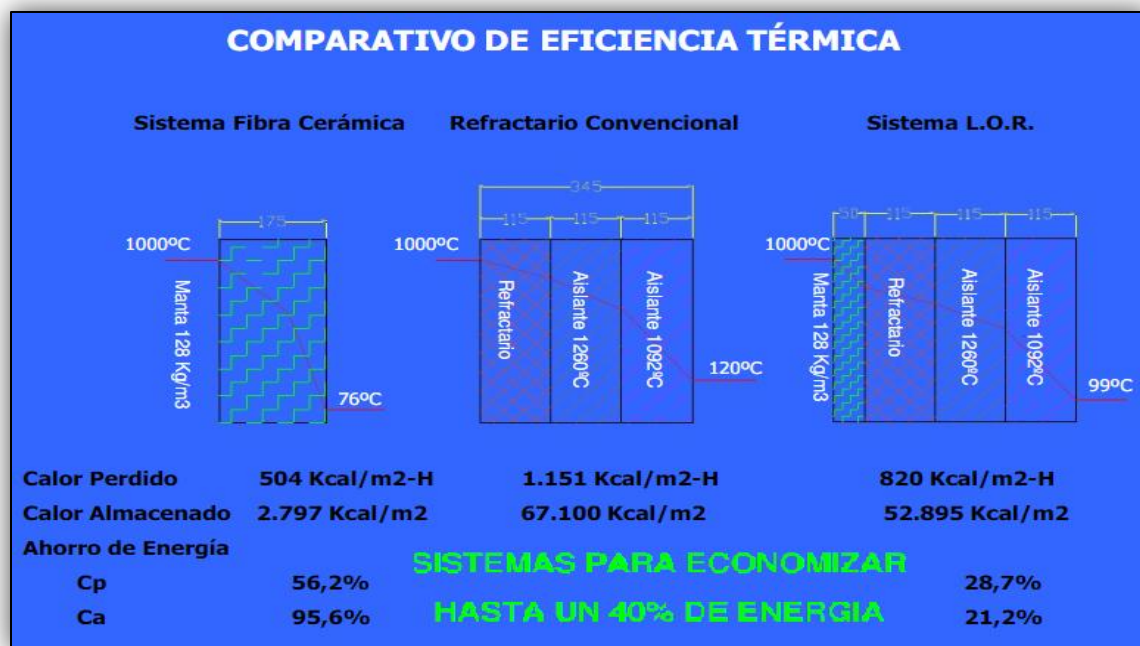 COMPARATIVO DE EFICIENCIA TÉRMICA
Sistema Fibra Cerámica Refractario Convencional Sistema L.O.R.
175
1000ºC
Manta 128 Kg/m3
76ºC
345
115 115 115
1000ºC
Refractario
Aislante 1260ºC
Aislante 1092ºC
120ºC
50 115 115 115
1000ºC
Manta 128 Kg/m3
Refractario
Aislante 1260ºC
Aislante 1092ºC
99ºC
Calor Perdido 504 Kcal/m2-H 1.151 Kcal/m2-H 820 Kcal/m2-H
Calor Almacenado 2.797 Kcal/m2 67.100 Kcal/m2 52.895 Kcal/m2
Ahorro de Energía
SISTEMAS PARA ECONOMIZAR
Cp 56,2% 28,7%
HASTA UN 40% DE ENERGIA
Ca 95,6% 21,2%